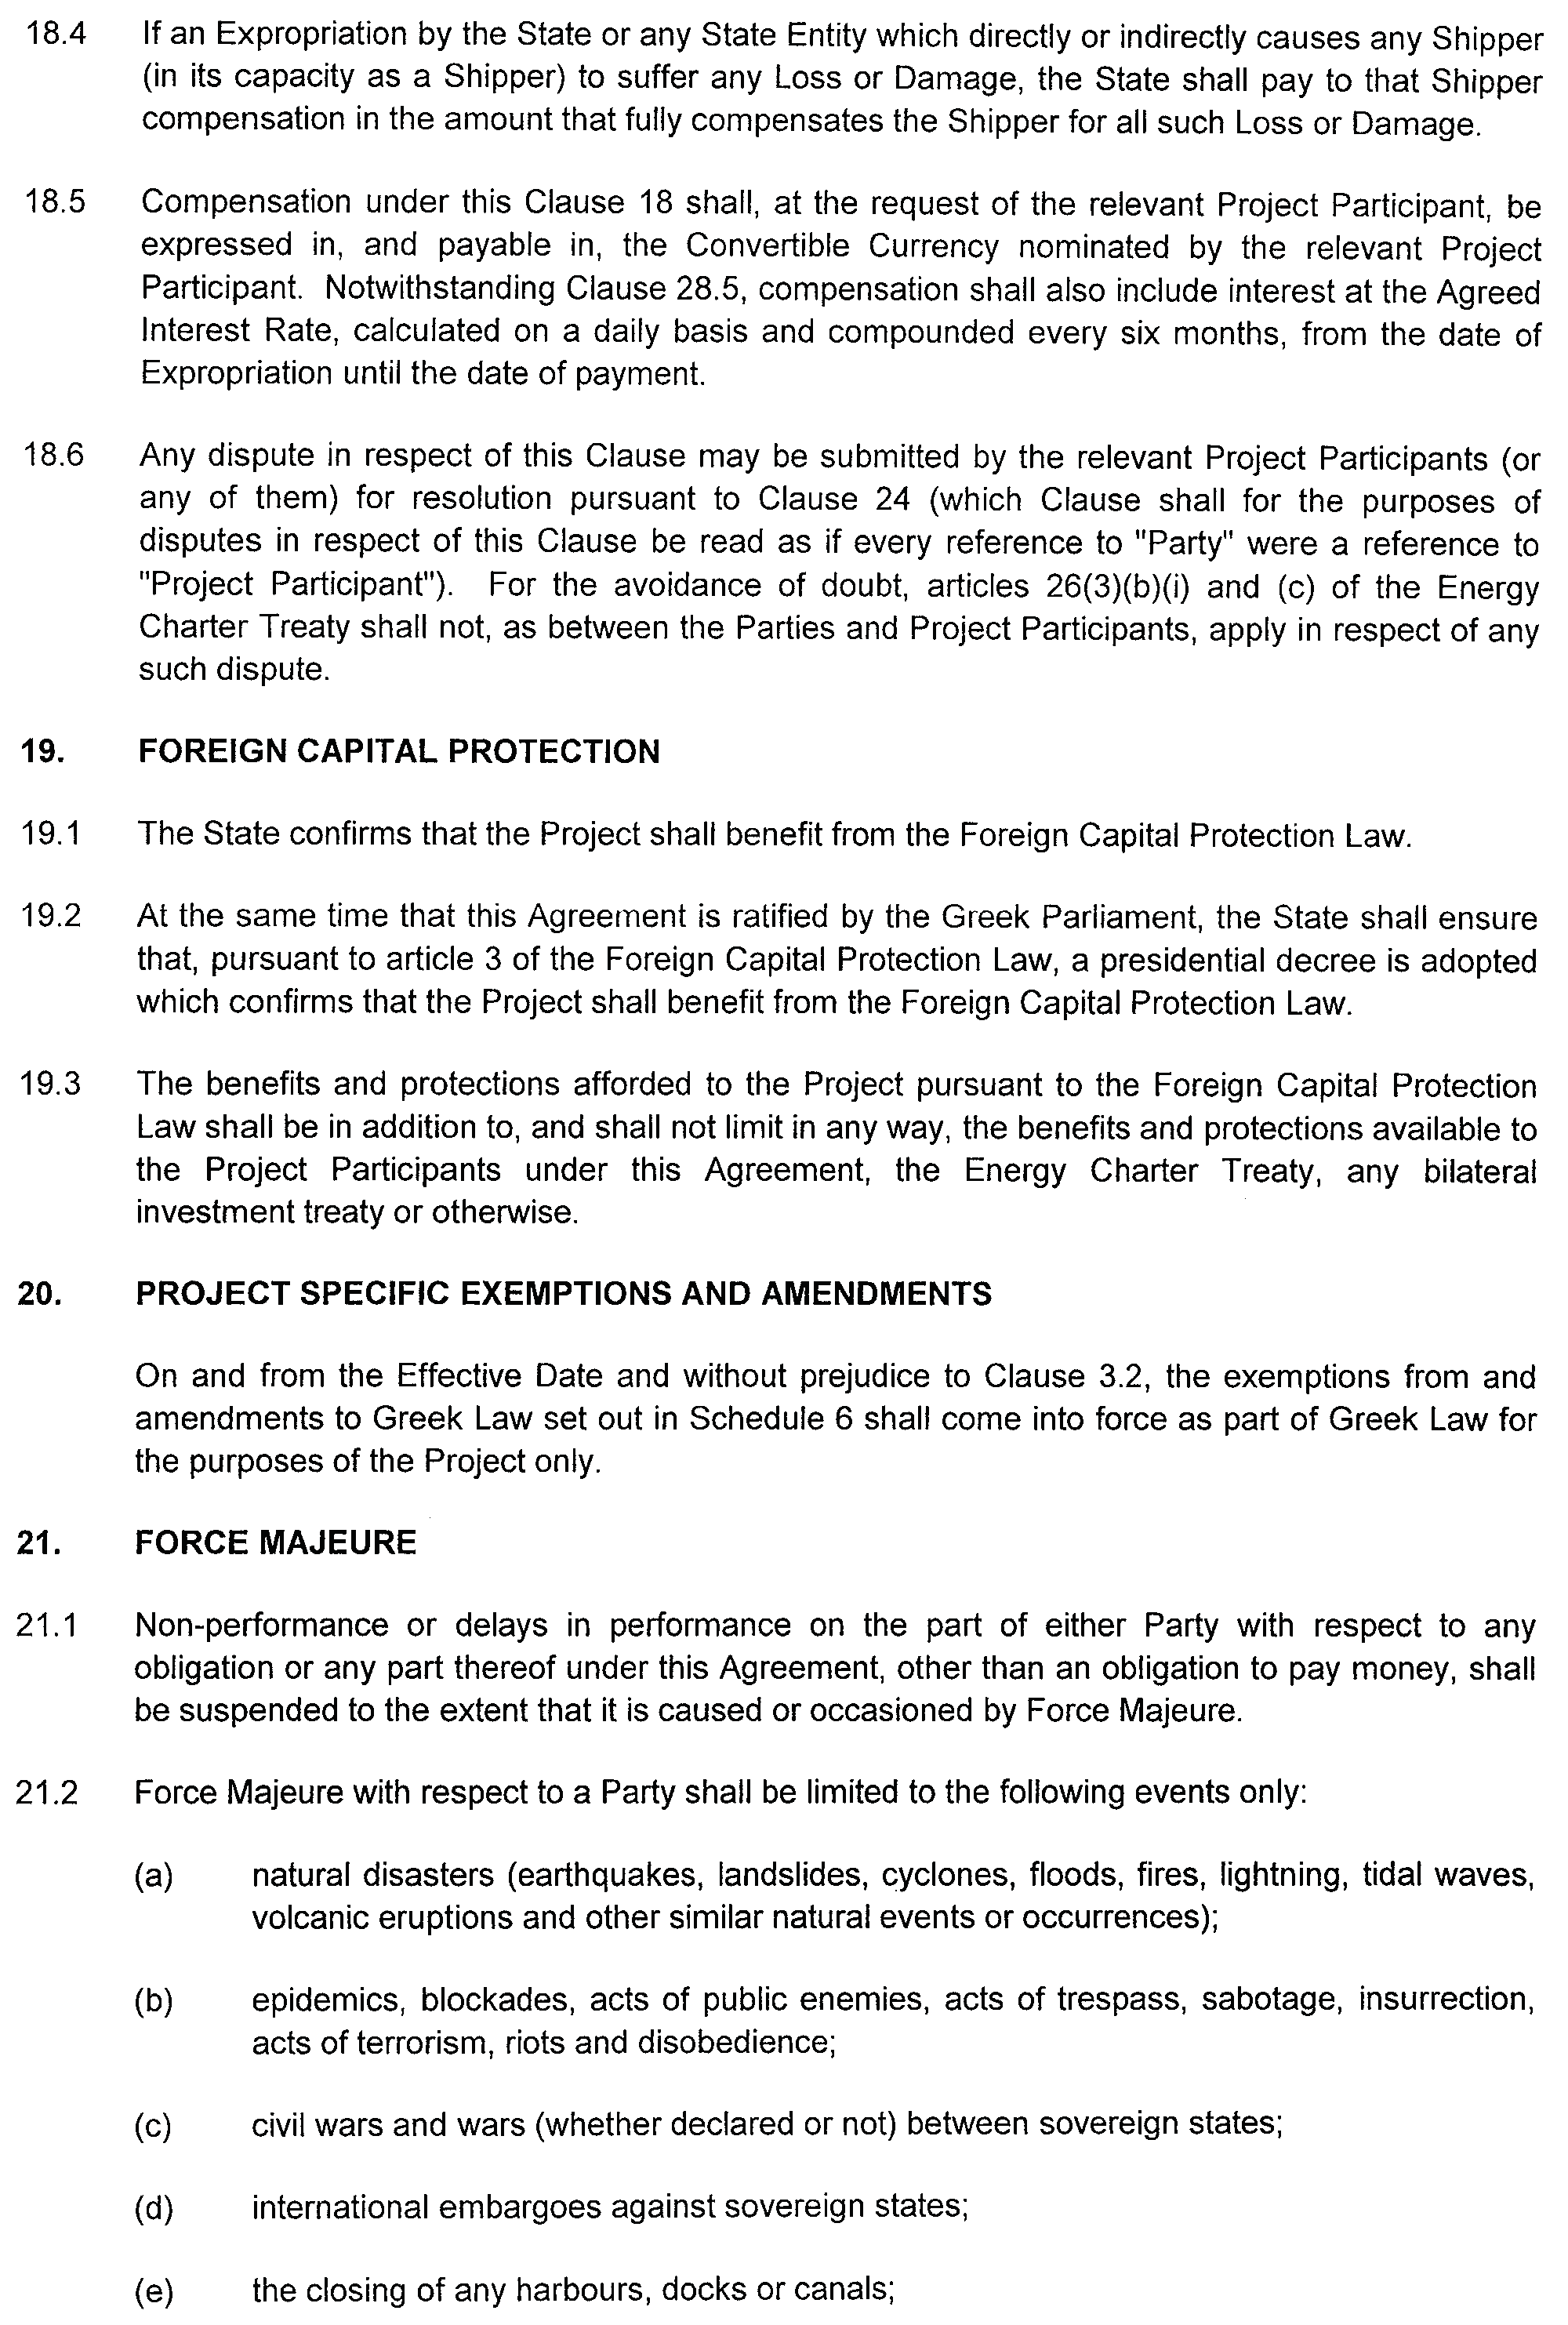 18.4 If an Expropriation by the State or any State Entity which directly or indirectly causes any Shipper
(in its capacity as a Shipper) to suffer any Loss or Damage, the State shall pay to that Shipper
compensation in the amount that fully compensates the Shipper for all such Loss or Damage.
18.5 Compensation under this Clause 18 shall, at the request of the relevant Project Participant, be
expressed in, and payable in, the Convertible Currency nominated by the relevant Project
Participant. Notwithstanding Clause 28.5, compensation shall also include interest at the Agreed
Interest Rate, calculated on a daily basis and compounded every six months, from the date of
Expropriation until the date of payment.
18.6 Any dispute in respect of this Clause may be submitted by the relevant Project Participants (or
any of them) for resolution pursuant to Clause 24 (which Clause shall for the purposes of
disputes in respect of this Clause be read as if every reference to "Party" were a reference to
"Project Participant"). For the avoidance of doubt, articles 26(3)(b)(i) and (c) of the Energy
Charter Treaty shall not, as between the Parties and Project Participants, apply in respect of any
such dispute.
19. FOREIGN CAPITAL PROTECTION
19.1 The State confirms that the Project shall benefit from the Foreign Capital Protection Law.
19.2 At the same time that this Agreement is ratified by the Greek Parliament, the State shall ensure
that, pursuant to article 3 of the Foreign Capital Protection Law, a presidential decree is adopted
which confirms that the Project shall benefit from the Foreign Capital Protection Law.
19.3 The benefits and protections afforded to the Project pursuant to the Foreign Capital Protection
Law shall be in addition to, and shall not limit in any way, the benefits and protections available to
the Project Participants under this Agreement, the Energy Charter Treaty, any bilateral
investment treaty or otherwise.
20. PROJECT SPECIFIC EXEMPTIONS AND AMENDMENTS
On and from the Effective Date and without prejudice to Clause 3.2, the exemptions from and
amendments to Greek Law set out in Schedule 6 shall come into force as part of Greek Law for
the purposes of the Project only.
21. FORCE MAJEURE
21.1 Non-performance or delays in performance on the part of either Party with respect to any
obligation or any part thereof under this Agreement, other than an obligation to pay money, shall
be suspended to the extent that it is caused or occasioned by Force Majeure.
21.2 Force Majeure with respect to a Party shall be limited to the following events only:
(a) natural disasters (earthquakes, landslides, cyclones, floods, fires, lightning, tidal waves,
volcanic eruptions and other similar natural events or occurrences);
(b) epidemics, blockades, acts of public enemies, acts of trespass, sabotage, insurrection,
acts of terrorism, riots and disobedience;
(c) civil wars and wars (whether declared or not) between sovereign states;
(d) international embargoes against sovereign states;
(e) the closing of any harbours, docks or canals;